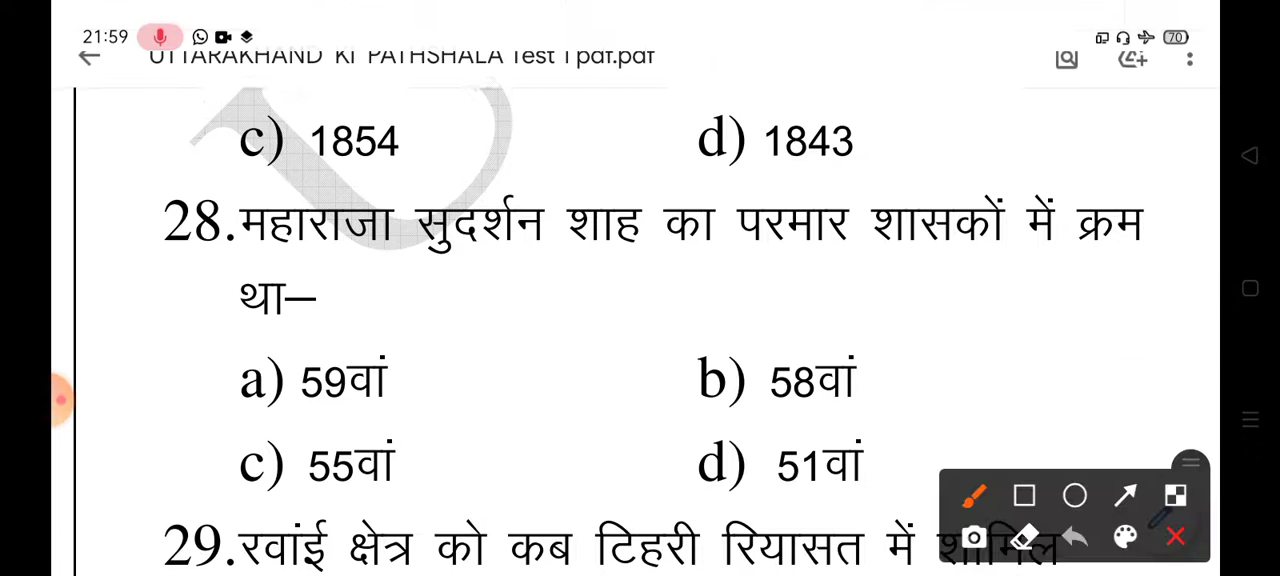 21:59
70
UTTARAKHAND KI PATHSHALA Test 1 pdf.pdf
c) 1854 d) 1843
28.महाराजा सुदर्शन शाह का परमार शासकों में क्रम
था–
a) 59वां b) 58वां
c) 55वां d) 51वां
29.रवांई क्षेत्र को कब टिहरी रियासत में शामिल